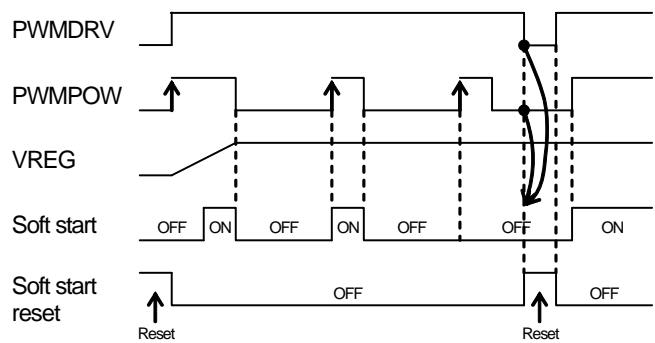 PWMDRV
PWMPOW
VREG
Soft start
OFF ON OFF ON OFF OFF ON
Soft start
reset
OFF OFF
Reset Reset